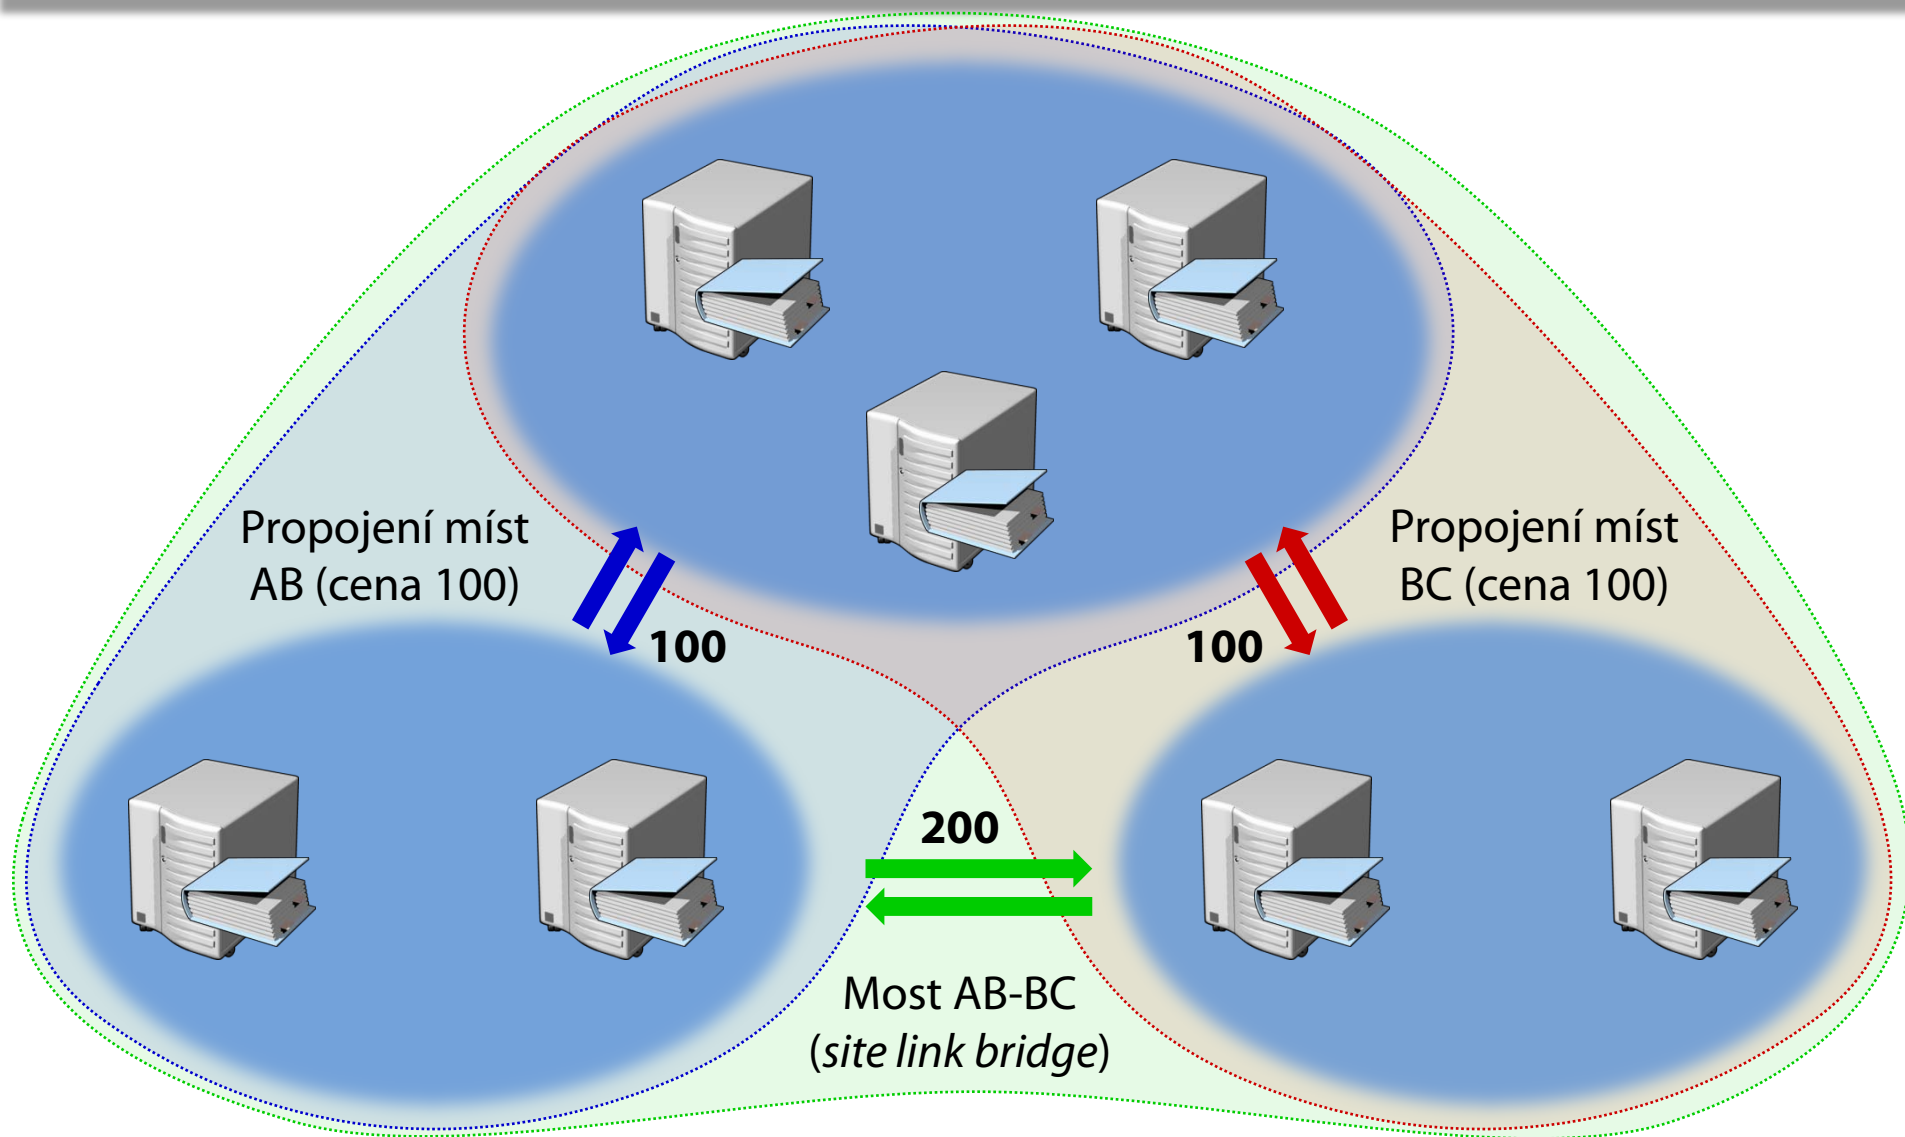 Propojení míst
AB (cena 100)
Propojení míst
BC (cena 100)
100
100
200
Most AB-BC
(site link bridge)